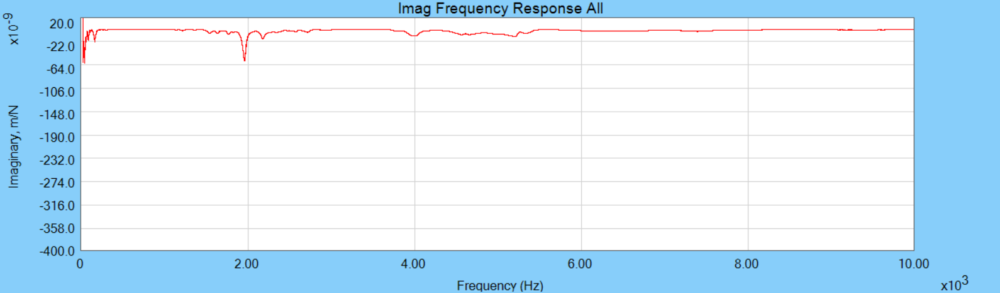 Imag Frequency Response All
x10-9
20.0
-22.0
-64.0
-106.0
-148.0
-190.0
-232.0
-274.0
-316.0
-358.0
-400.0
Imaginary, m/N
0 2.00 4.00 6.00 8.00 10.00
Frequency (Hz)
x103